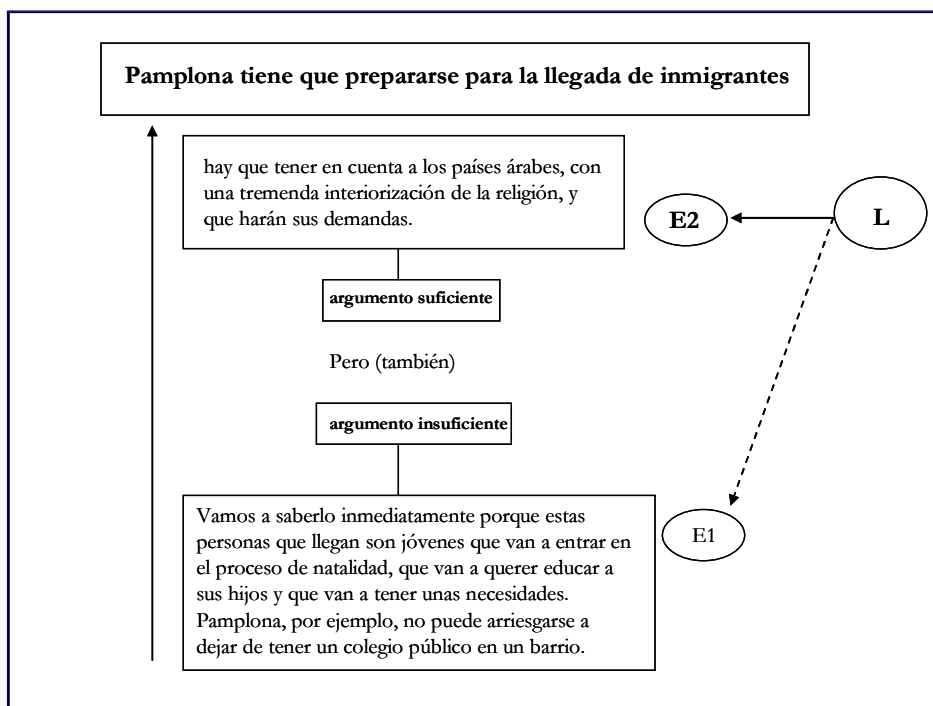 Pamplona tiene que prepararse para la llegada de inmigrantes
hay que tener en cuenta a los países árabes, con
una tremenda interiorización de la religión, y
que harán sus demandas.
E2
L
argumento suficiente
Pero (también)
argumento insuficiente
Vamos a saberlo inmediatamente porque estas
personas que llegan son jóvenes que van a entrar en
el proceso de natalidad, que van a querer educar a
sus hijos y que van a tener unas necesidades.
Pamplona, por ejemplo, no puede arriesgarse a
dejar de tener un colegio público en un barrio.
E1